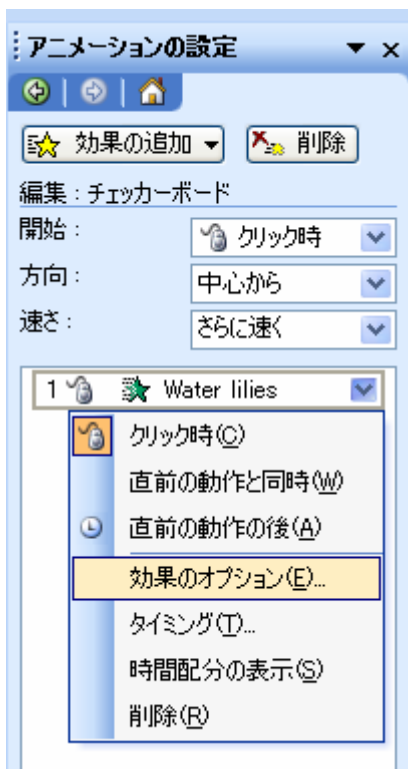 アニメーションの設定
効果の追加 削除
編集 : チェッカーボード
開始 : クリック時
方向 : 中心から
速さ : さらに速く
1 Water lilies
クリック時(C)
直前の動作と同時(W)
直前の動作の後(A)
効果のオプション(E)...
タイミング(T)...
時間配分の表示(S)
削除(R)